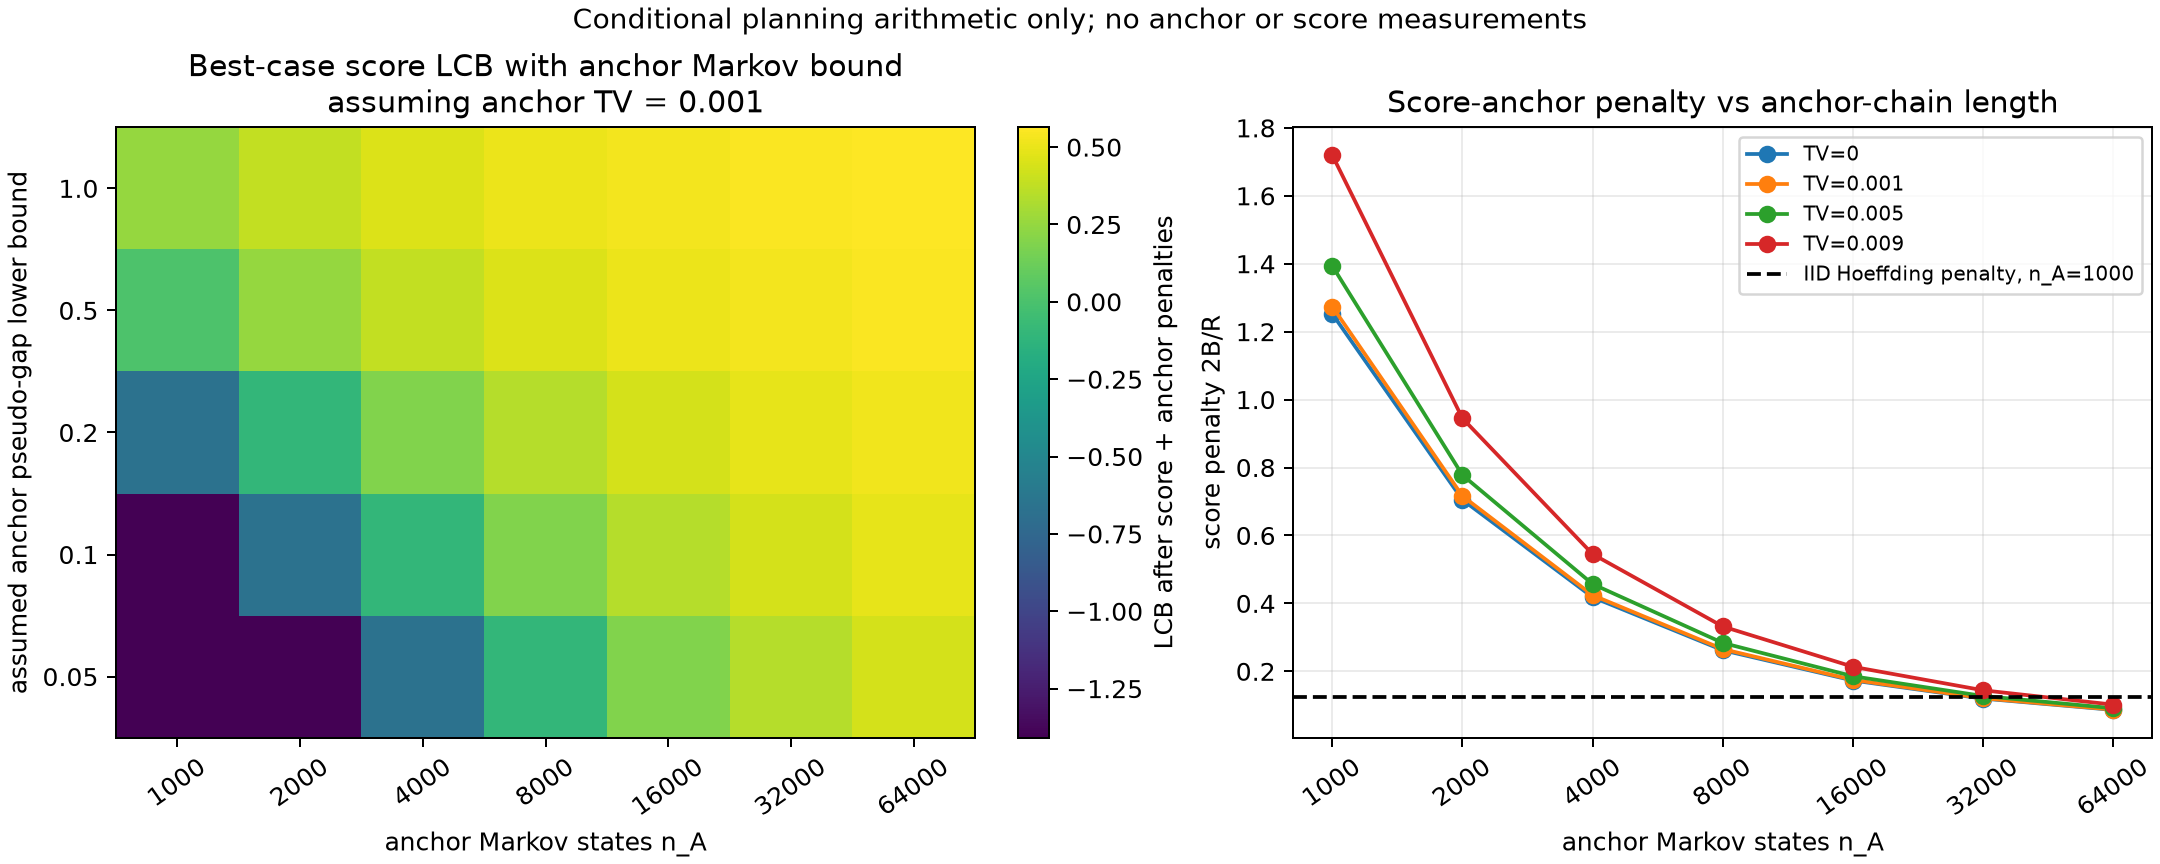 Conditional planning arithmetic only; no anchor or score measurements
Best-case score LCB with anchor Markov bound
assuming anchor TV = 0.001
assumed anchor pseudo-gap lower bound
1.0
0.5
0.2
0.1
0.05
1000
2000
4000
8000
16000
32000
64000
anchor Markov states n_A
0.50
0.25
0.00
−0.25
−0.50
−0.75
−1.00
−1.25
LCB after score + anchor penalties
Score-anchor penalty vs anchor-chain length
score penalty 2B/R
1.8
1.6
1.4
1.2
1.0
0.8
0.6
0.4
0.2
TV=0
TV=0.001
TV=0.005
TV=0.009
IID Hoeffding penalty, n_A=1000
1000
2000
4000
8000
16000
32000
64000
anchor Markov states n_A